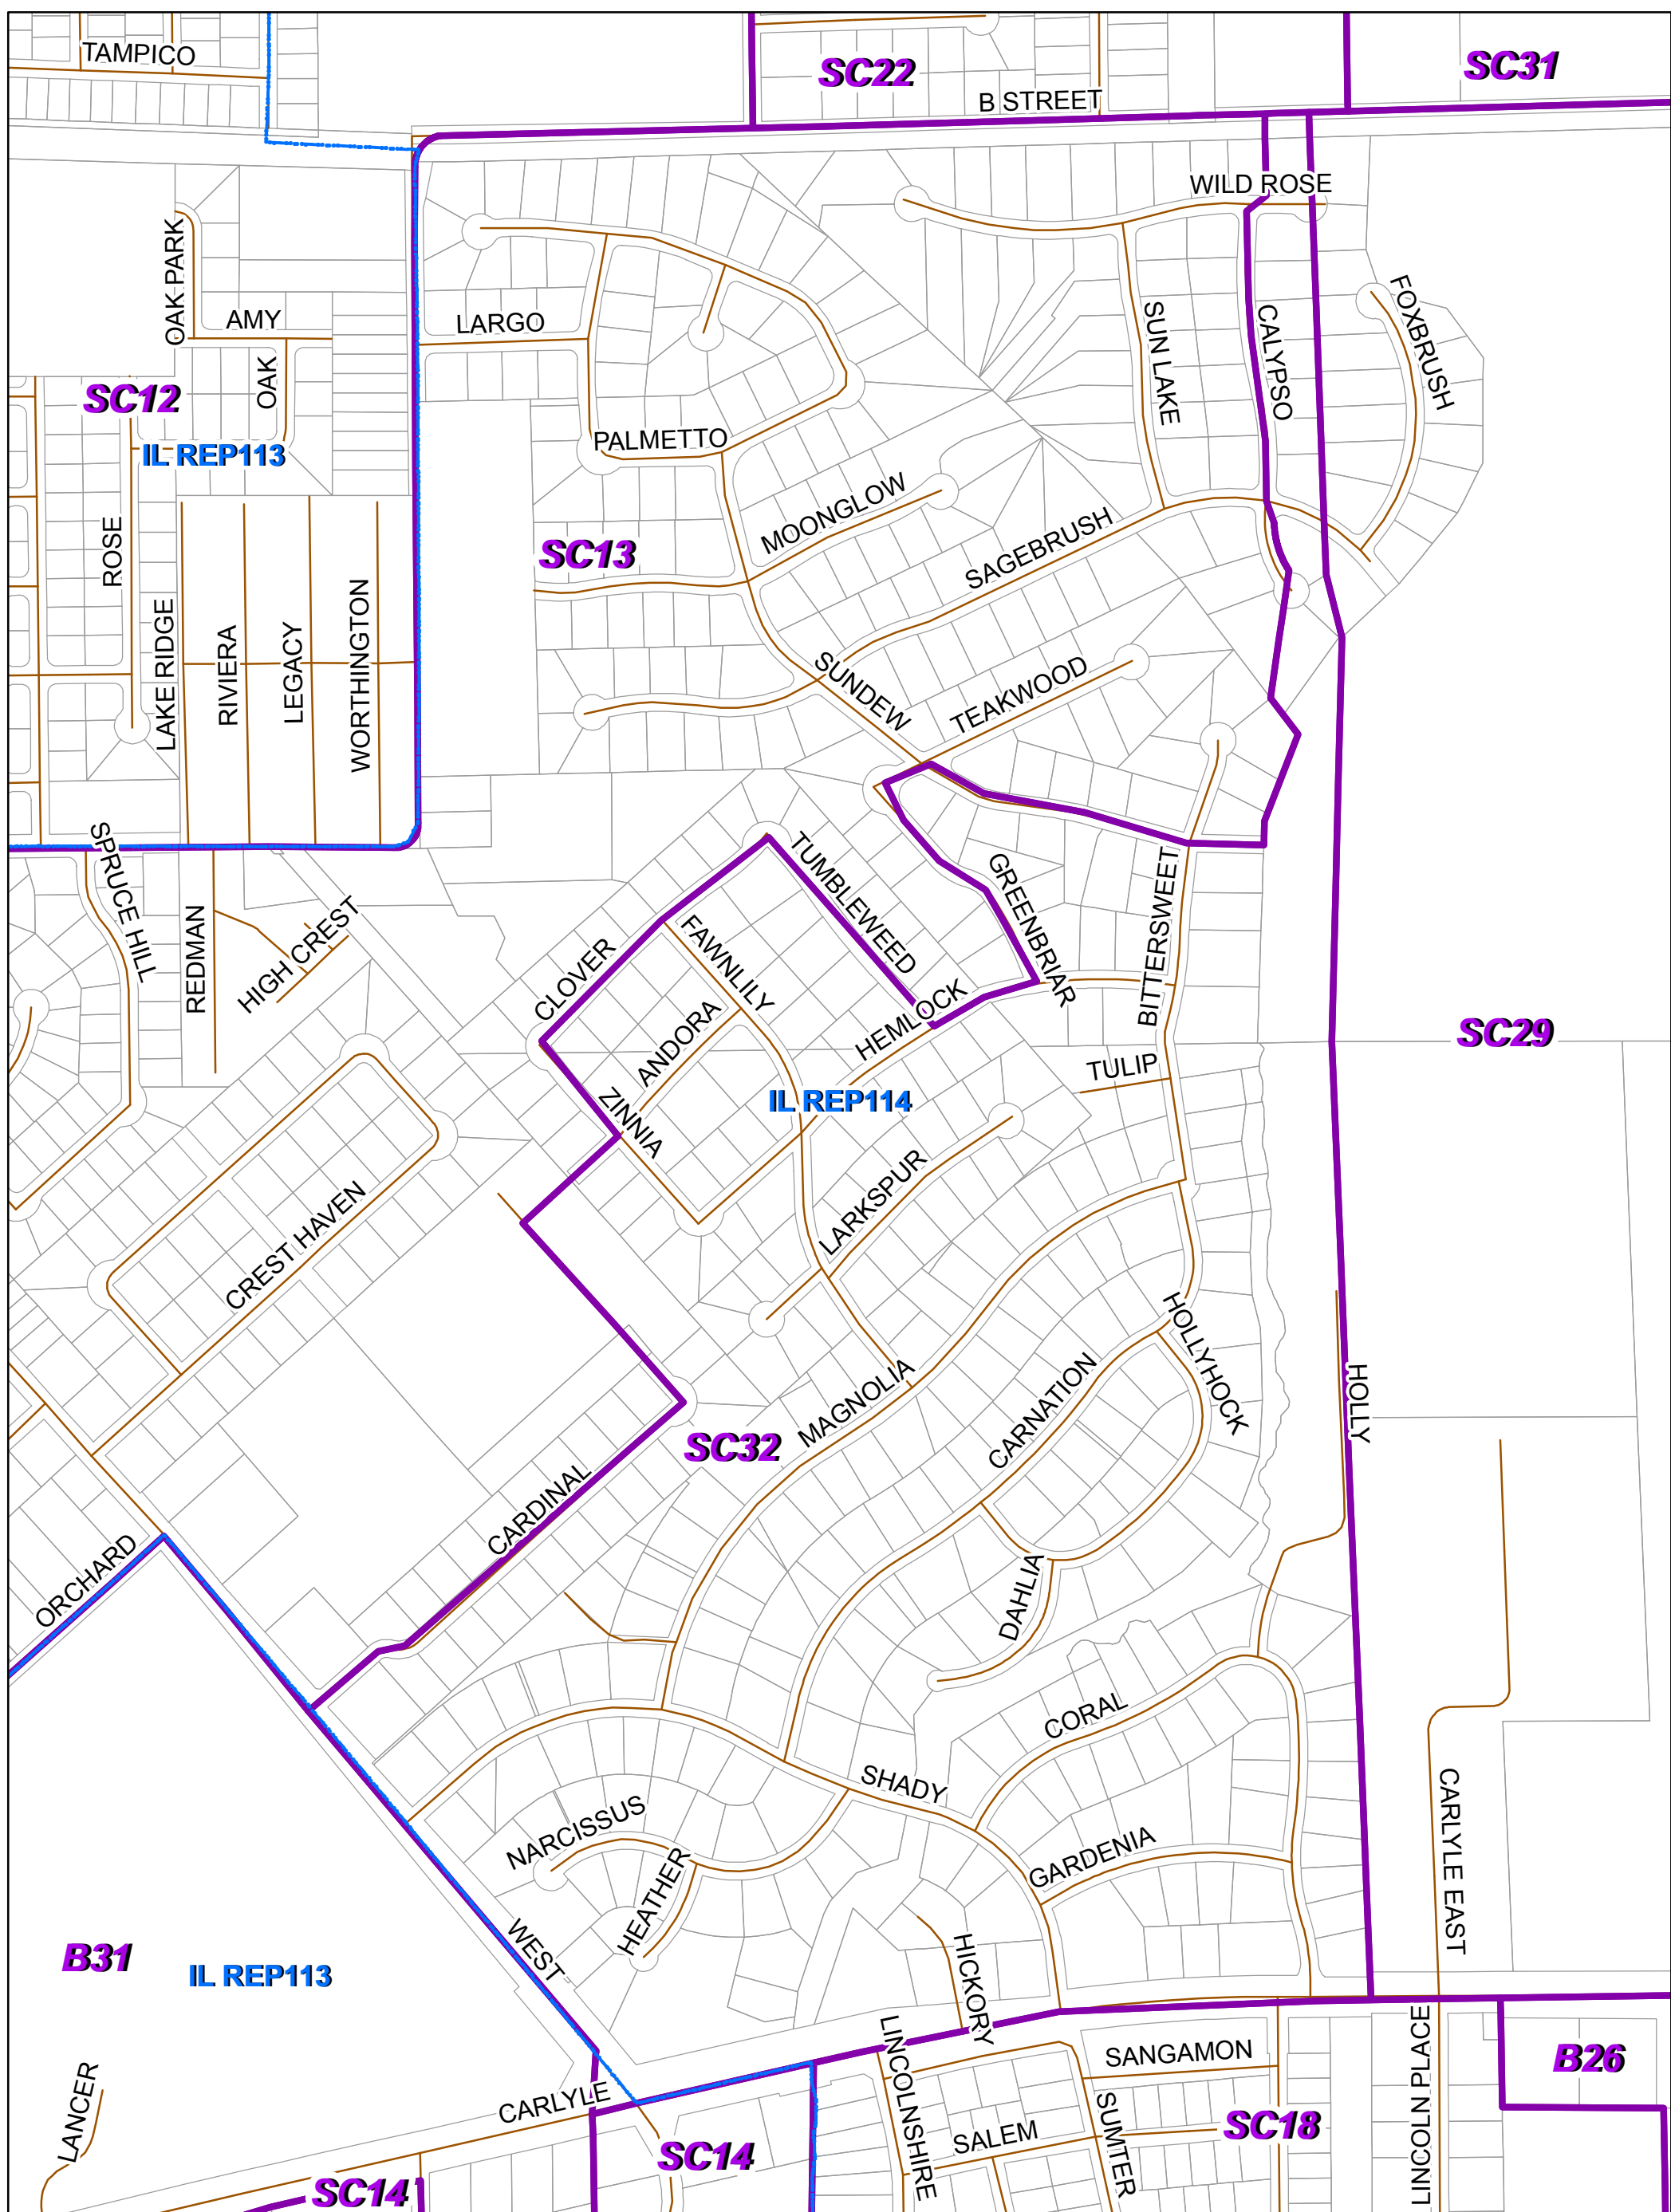 TAMPICO
SC22
SC31
B STREET
WILD ROSE
OAK PARK
AMY
LARGO
OAK
SUN LAKE
CALYPSO
FOXBRUSH
SC12
IL REP113
PALMETTO
MOONGLOW
SAGEBRUSH
SC13
ROSE
LAKE RIDGE
RIVIERA
LEGACY
WORTHINGTON
SUNDEW
TEAKWOOD
SPRUCE HILL
REDMAN
HIGH CREST
TUMBLEWEED
GREENBRIAR
BITTERSWEET
CLOVER
FAWNLILY
ANDORA
HEMLOCK
SC29
TULIP
ZINNIA
IL REP114
LARKSPUR
CREST HAVEN
HOLLYHOCK
HOLLY
MAGNOLIA
CARNATION
SC32
CARDINAL
ORCHARD
DAHLIA
CORAL
SHADY
NARCISSUS
HEATHER
GARDENIA
CARLYLE EAST
WEST
HICKORY
B31
IL REP113
LANCER
CARLYLE
LINCOLNSHIRE
SANGAMON
LINCOLN PLACE
B26
SALEM
SUMTER
SC18
SC14
SC14